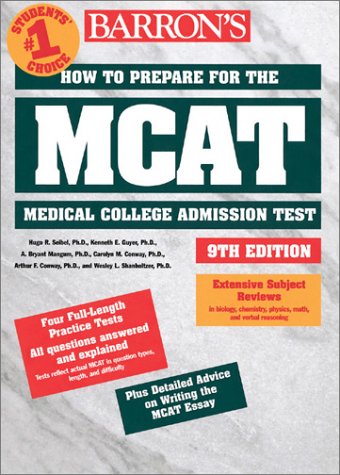 STUDENTS'
#1
CHOICE
BARRON'S
HOW TO PREPARE FOR THE
MCAT
MEDICAL COLLEGE ADMISSION TEST
Hugo R. Seibel, Ph.D., Kenneth E. Guyer, Ph.D.,
A. Bryant Mangum, Ph.D., Carolyn M. Conway, Ph.D.,
Arthur F. Conway, Ph.D., and Wesley L. Shanholtzer, Ph.D.
9TH EDITION
Extensive Subject
Reviews
in biology, chemistry, physics, math,
and verbal reasoning
Four Full-Length
Practice Tests
All questions answered
and explained
Tests reflect actual MCAT in question types,
length, and difficulty
Plus Detailed Advice
on Writing the
MCAT Essay